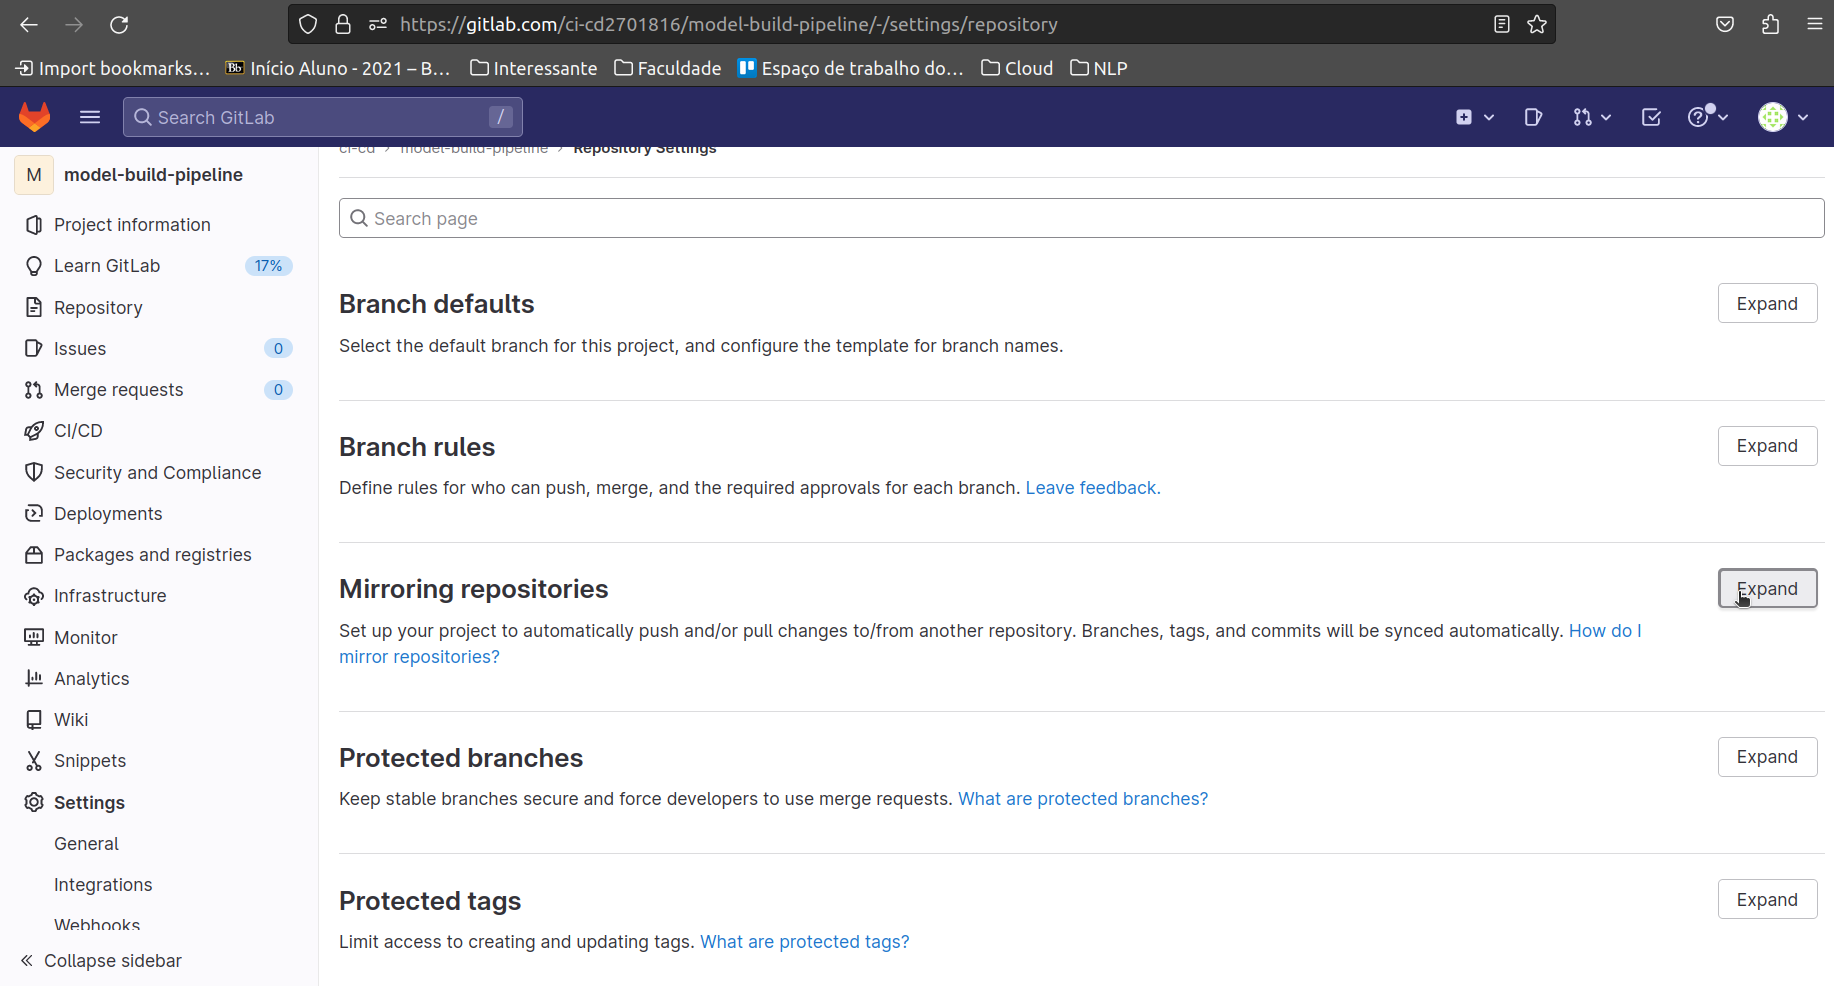 https://gitlab.com/ci-cd2701816/model-build-pipeline/-/settings/repository
Import bookmarks... Bb Início Aluno - 2021 – B... Interessante Faculdade Espaço de trabalho do... Cloud NLP
Search GitLab /
ci-cd › model-build-pipeline › Repository Settings
M model-build-pipeline
Project information
Learn GitLab 17%
Repository
Issues 0
Merge requests 0
CI/CD
Security and Compliance
Deployments
Packages and registries
Infrastructure
Monitor
Analytics
Wiki
Snippets
Settings
General
Integrations
Webhooks
Collapse sidebar
Search page
Branch defaults
Expand
Select the default branch for this project, and configure the template for branch names.
Branch rules
Expand
Define rules for who can push, merge, and the required approvals for each branch. Leave feedback.
Mirroring repositories
Expand
Set up your project to automatically push and/or pull changes to/from another repository. Branches, tags, and commits will be synced automatically. How do I
mirror repositories?
Protected branches
Expand
Keep stable branches secure and force developers to use merge requests. What are protected branches?
Protected tags
Expand
Limit access to creating and updating tags. What are protected tags?